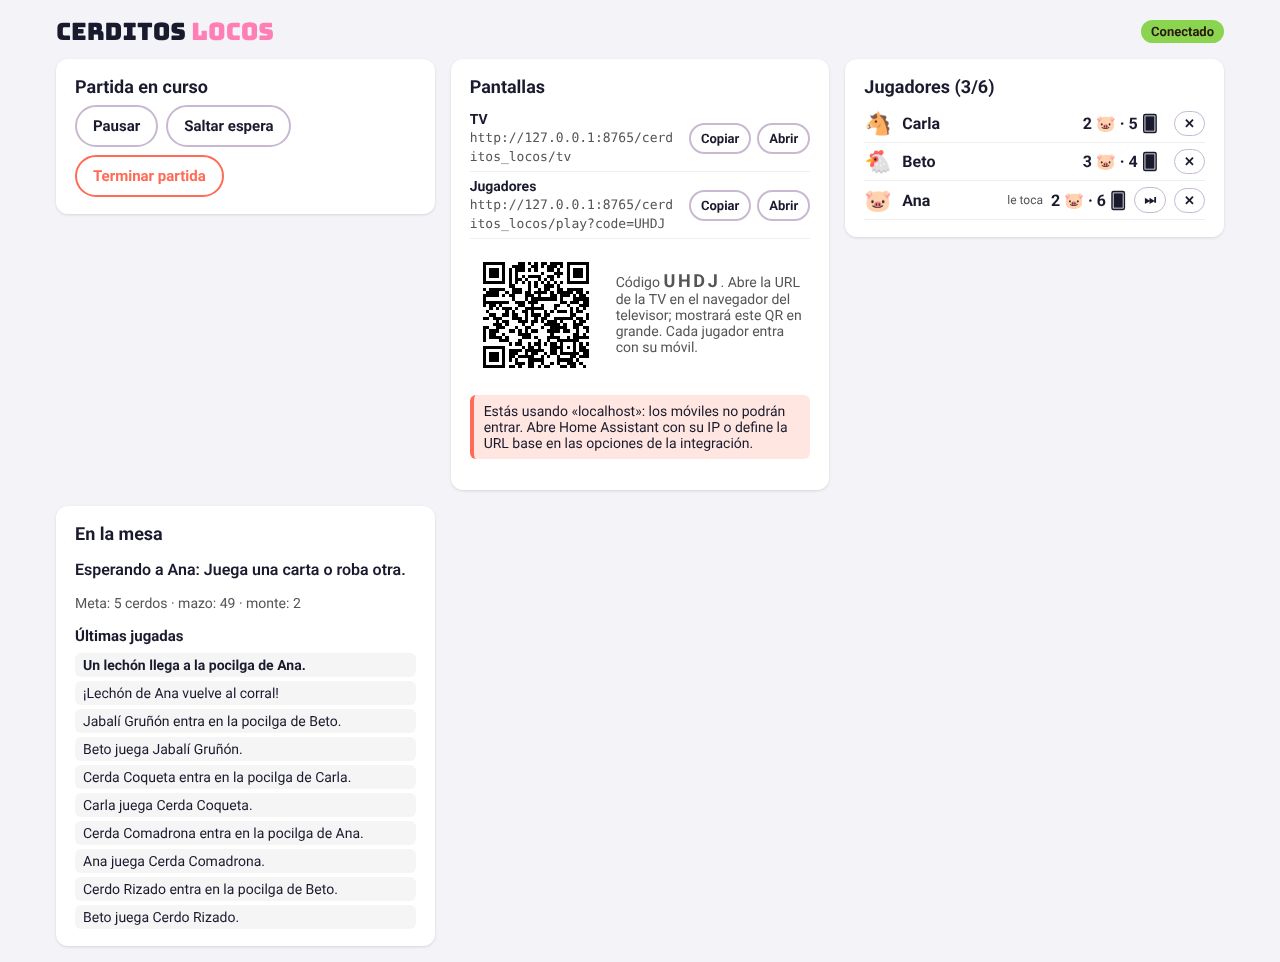 CERDITOS LOCOS
Conectado
Partida en curso
Pausar
Saltar espera
Terminar partida
Pantallas
TV
http://127.0.0.1:8765/cerd
itos_locos/tv
Copiar
Abrir
Jugadores
http://127.0.0.1:8765/cerd
itos_locos/play?code=UHDJ
Copiar
Abrir
Código UHDJ. Abre la URL
de la TV en el navegador del
televisor; mostrará este QR en
grande. Cada jugador entra
con su móvil.
Estás usando «localhost»: los móviles no podrán
entrar. Abre Home Assistant con su IP o define la
URL base en las opciones de la integración.
Jugadores (3/6)
Carla 2 🐷 · 5 🂠 ✕
Beto 3 🐷 · 4 🂠 ✕
Ana le toca 2 🐷 · 6 🂠 ⏭ ✕
En la mesa
Esperando a Ana: Juega una carta o roba otra.
Meta: 5 cerdos · mazo: 49 · monte: 2
Últimas jugadas
Un lechón llega a la pocilga de Ana.
¡Lechón de Ana vuelve al corral!
Jabalí Gruñón entra en la pocilga de Beto.
Beto juega Jabalí Gruñón.
Cerda Coqueta entra en la pocilga de Carla.
Carla juega Cerda Coqueta.
Cerda Comadrona entra en la pocilga de Ana.
Ana juega Cerda Comadrona.
Cerdo Rizado entra en la pocilga de Beto.
Beto juega Cerdo Rizado.